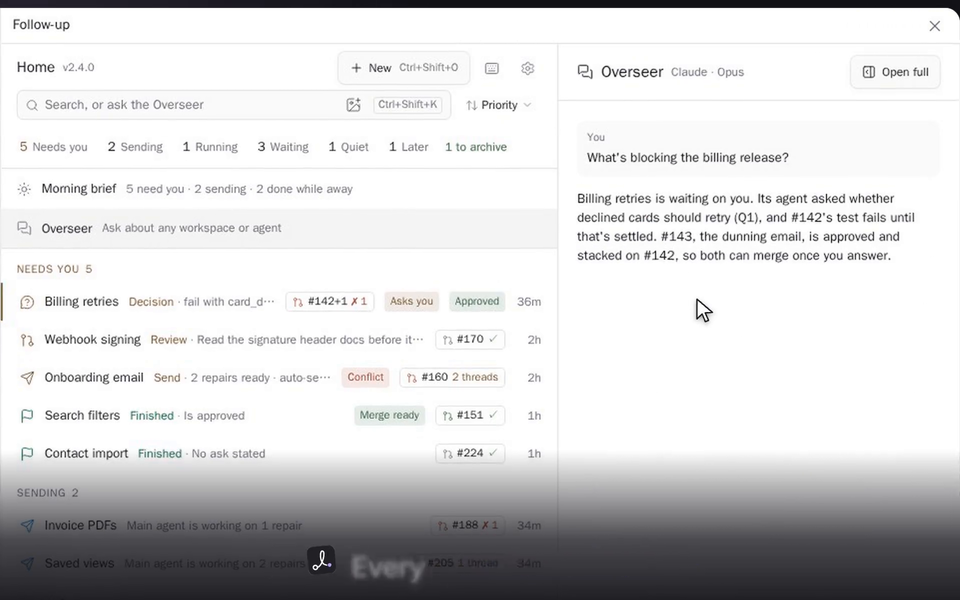 Follow-up
Home v2.4.0
New Ctrl+Shift+O
Search, or ask the Overseer Ctrl+Shift+K
Priority
5 Needs you 2 Sending 1 Running 3 Waiting 1 Quiet 1 Later 1 to archive
Morning brief 5 need you · 2 sending · 2 done while away
Overseer Ask about any workspace or agent
NEEDS YOU 5
Billing retries Decision · fail with card_d··· #142+1 ✗ 1 Asks you Approved 36m
Webhook signing Review · Read the signature header docs before it··· #170 ✓ 2h
Onboarding email Send · 2 repairs ready · auto-se··· Conflict #160 2 threads 2h
Search filters Finished · Is approved Merge ready #151 ✓ 1h
Contact import Finished · No ask stated #224 ✓ 1h
SENDING 2
Invoice PDFs Main agent is working on 1 repair #188 ✗ 1 34m
Saved views Main agent is working on 2 repairs #205 1 thread 34m
Overseer Claude · Opus
Open full
You
What's blocking the billing release?
Billing retries is waiting on you. Its agent asked whether
declined cards should retry (Q1), and #142's test fails until
that's settled. #143, the dunning email, is approved and
stacked on #142, so both can merge once you answer.
Every